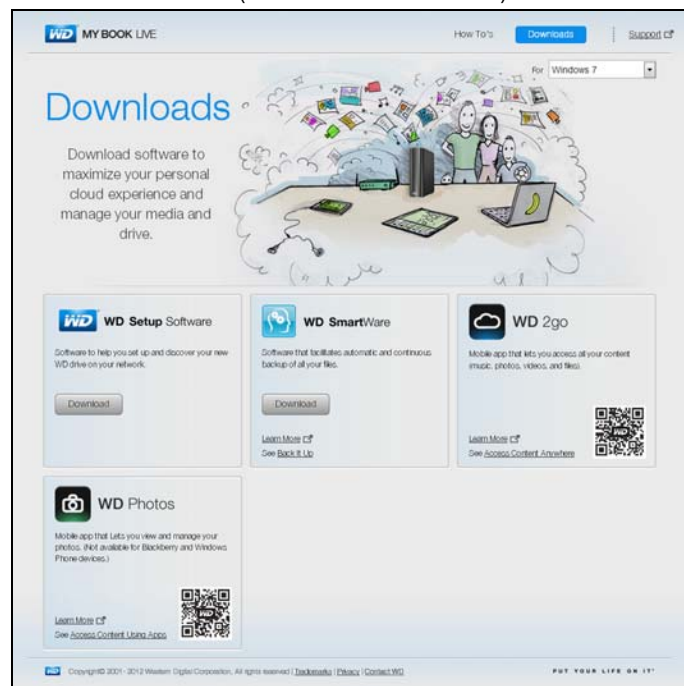 WD MY BOOK LIVE
How To's
Downloads
Support
For Windows 7
Downloads
Download software to
maximize your personal
cloud experience and
manage your media and
drive.
WD WD Setup Software
Software to help you set up and discover your new
WD drive on your network.
Download
WD SmartWare
Software that facilitates automatic and continuous
backup of all your files.
Download
Learn More
See Back It Up
WD 2go
Mobile app that lets you access all your content
(music, photos, videos, and files).
Learn More
See Access Content Anywhere
WD
WD Photos
Mobile app that Lets you view and manage your
photos. (Not available for Blackberry and Windows
Phone devices.)
Learn More
See Access Content Using Apps
WD
WD Copyright© 2001 - 2012 Western Digital Corporation, All rights reserved | Trademarks | Privacy | Contact WD
PUT YOUR LIFE ON IT